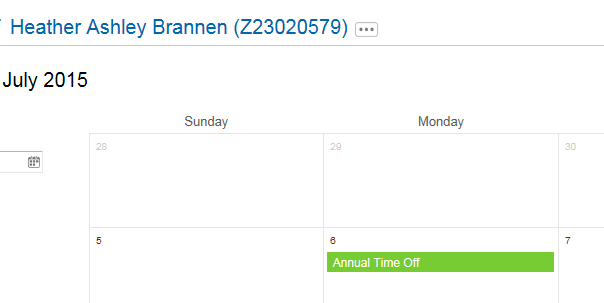 Heather Ashley Brannen (Z23020579)
July 2015
Sunday Monday
28 29 30
5 6 7
Annual Time Off